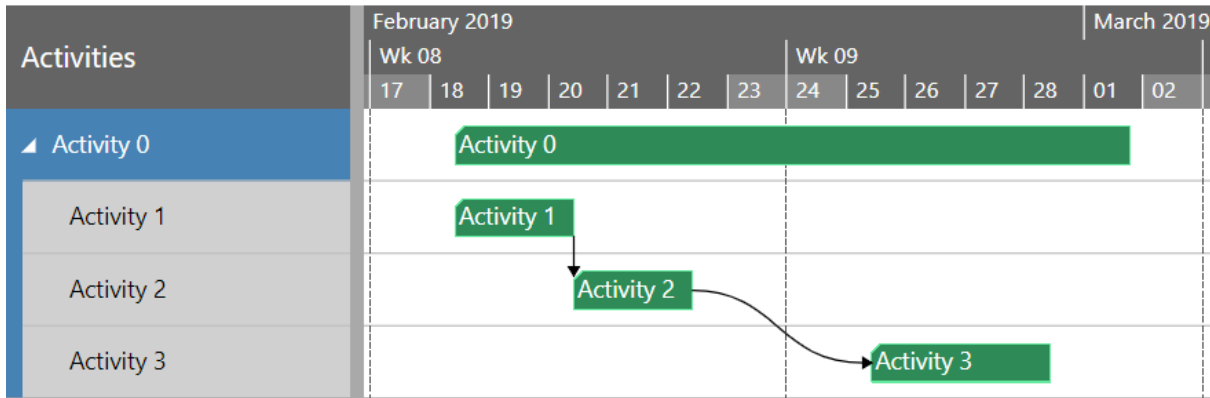 Activities
February 2019
March 2019
Wk 08
Wk 09
17 18 19 20 21 22 23 24 25 26 27 28 01 02
Activity 0
Activity 0
Activity 1
Activity 1
Activity 2
Activity 2
Activity 3
Activity 3